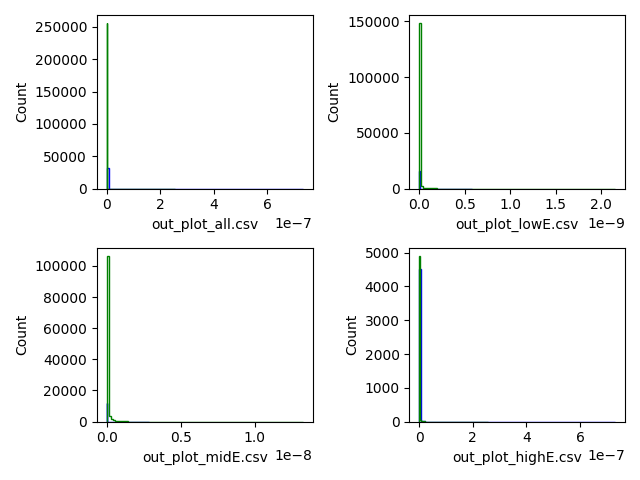 250000
200000
150000
100000
50000
0
Count
0 2 4 6
1e−7
out_plot_all.csv
150000
100000
50000
0
Count
0.0 0.5 1.0 1.5 2.0
1e−9
out_plot_lowE.csv
100000
80000
60000
40000
20000
0
Count
0.0 0.5 1.0
1e−8
out_plot_midE.csv
5000
4000
3000
2000
1000
0
Count
0 2 4 6
1e−7
out_plot_highE.csv